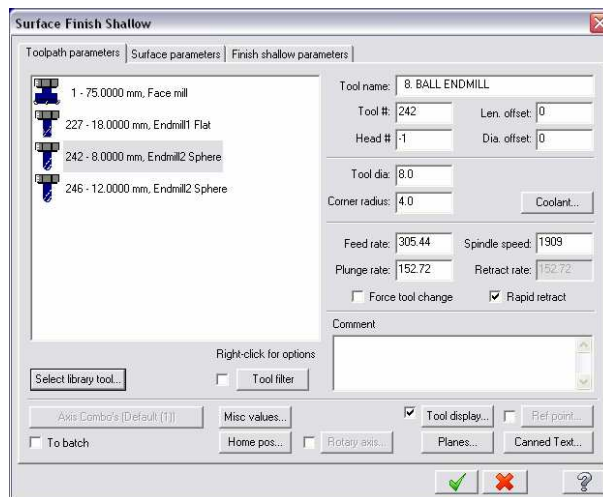 Surface Finish Shallow
Toolpath parameters Surface parameters Finish shallow parameters
1 - 75.0000 mm, Face mill
227 - 18.0000 mm, Endmill1 Flat
242 - 8.0000 mm, Endmill2 Sphere
246 - 12.0000 mm, Endmill2 Sphere
Right-click for options
Select library tool...
Tool filter
Tool name: 8. BALL ENDMILL
Tool #: 242 Len. offset: 0
Head # -1 Dia. offset: 0
Tool dia: 8.0
Corner radius: 4.0 Coolant...
Feed rate: 305.44 Spindle speed: 1909
Plunge rate: 152.72 Retract rate: 152.72
Force tool change Rapid retract
Comment
Axis Combo's (Default (1)) Misc values... Tool display... Ref point...
To batch Home pos... Rotary axis... Planes... Canned Text...